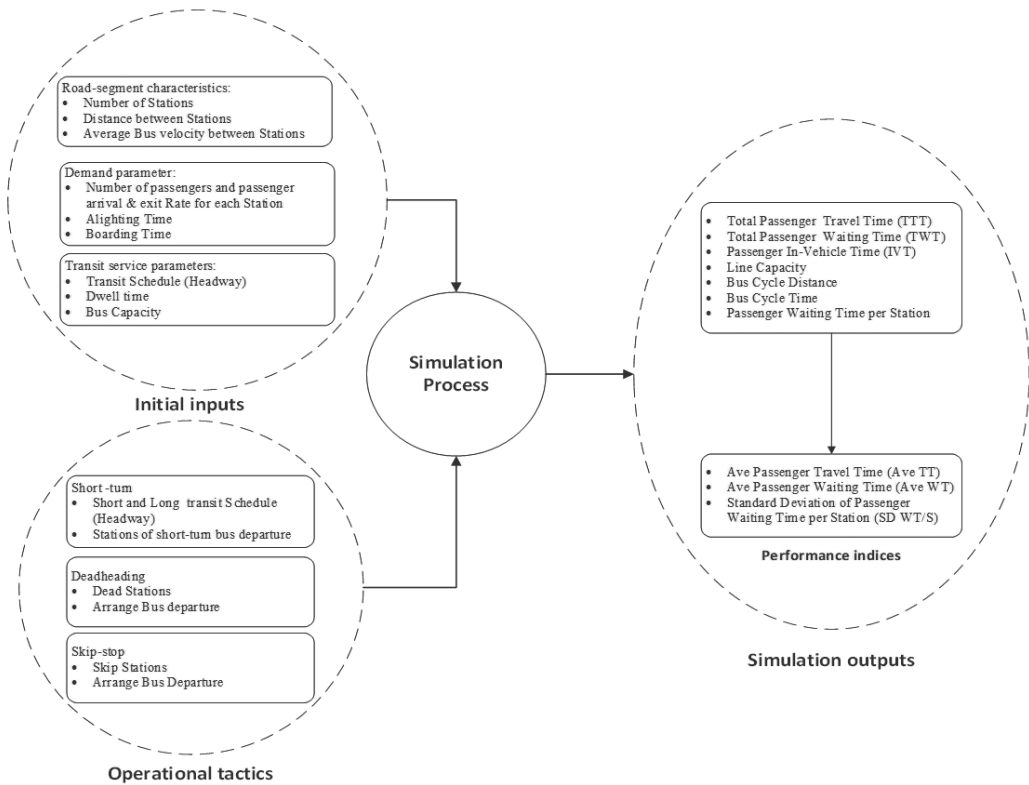 Road-segment characteristics:
• Number of Stations
• Distance between Stations
• Average Bus velocity between Stations
Demand parameter:
• Number of passengers and passenger
arrival & exit Rate for each Station
• Alighting Time
• Boarding Time
Transit service parameters:
• Transit Schedule (Headway)
• Dwell time
• Bus Capacity
Initial inputs
Short -turn
• Short and Long transit Schedule
(Headway)
• Stations of short-turn bus departure
Deadheading
• Dead Stations
• Arrange Bus departure
Skip-stop
• Skip Stations
• Arrange Bus Departure
Operational tactics
Simulation
Process
• Total Passenger Travel Time (TTT)
• Total Passenger Waiting Time (TWT)
• Passenger In-Vehicle Time (IVT)
• Line Capacity
• Bus Cycle Distance
• Bus Cycle Time
• Passenger Waiting Time per Station
• Ave Passenger Travel Time (Ave TT)
• Ave Passenger Waiting Time (Ave WT)
• Standard Deviation of Passenger
Waiting Time per Station (SD WT/S)
Performance indices
Simulation outputs